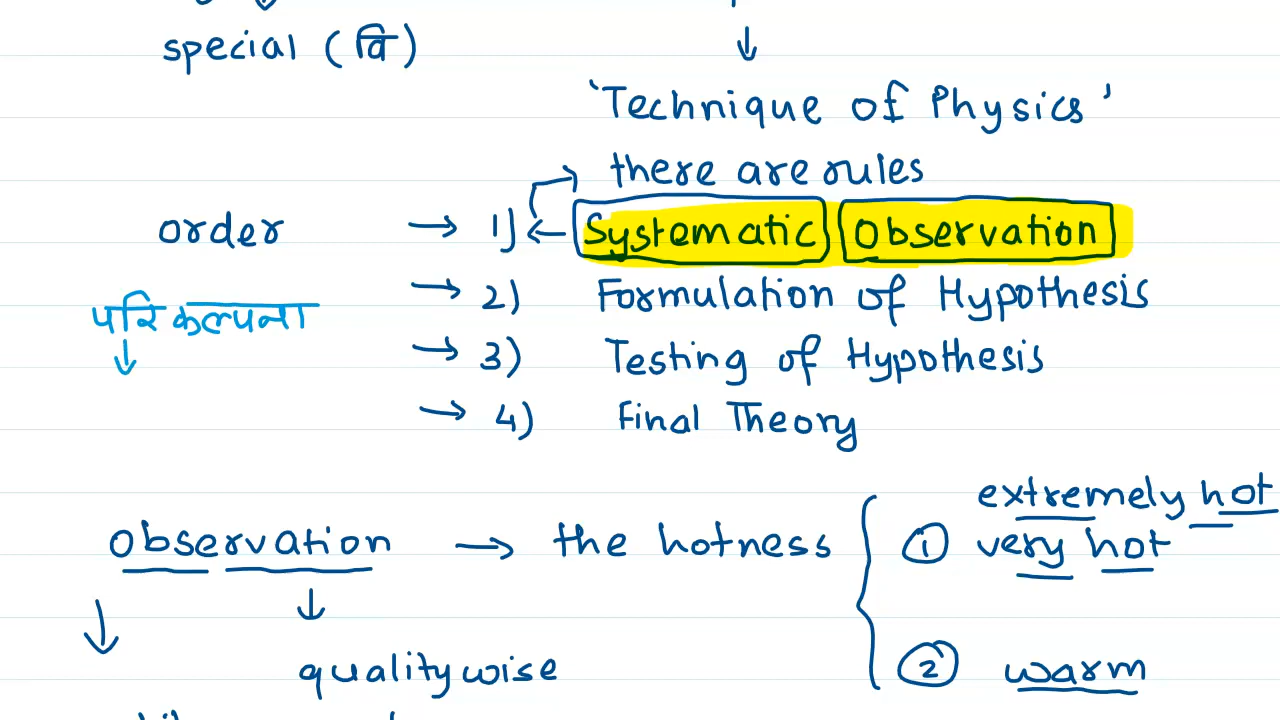 special (वि)
'Technique of Physics'
there are rules
order → 1) ← Systematic Observation
परिकल्पना → 2) Formulation of Hypothesis
→ 3) Testing of Hypothesis
→ 4) Final Theory
extremely hot
observation → the hotness { ① very hot
qualitywise ② warm